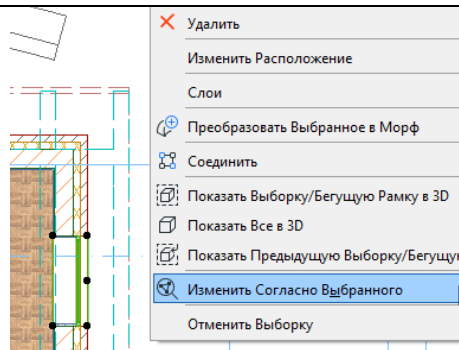 Удалить
Изменить Расположение
Слои
Преобразовать Выбранное в Морф
Соединить
Показать Выборку/Бегущую Рамку в 3D
Показать Все в 3D
Показать Предыдущую Выборку/Бегущую
Изменить Согласно Выбранного
Отменить Выборку